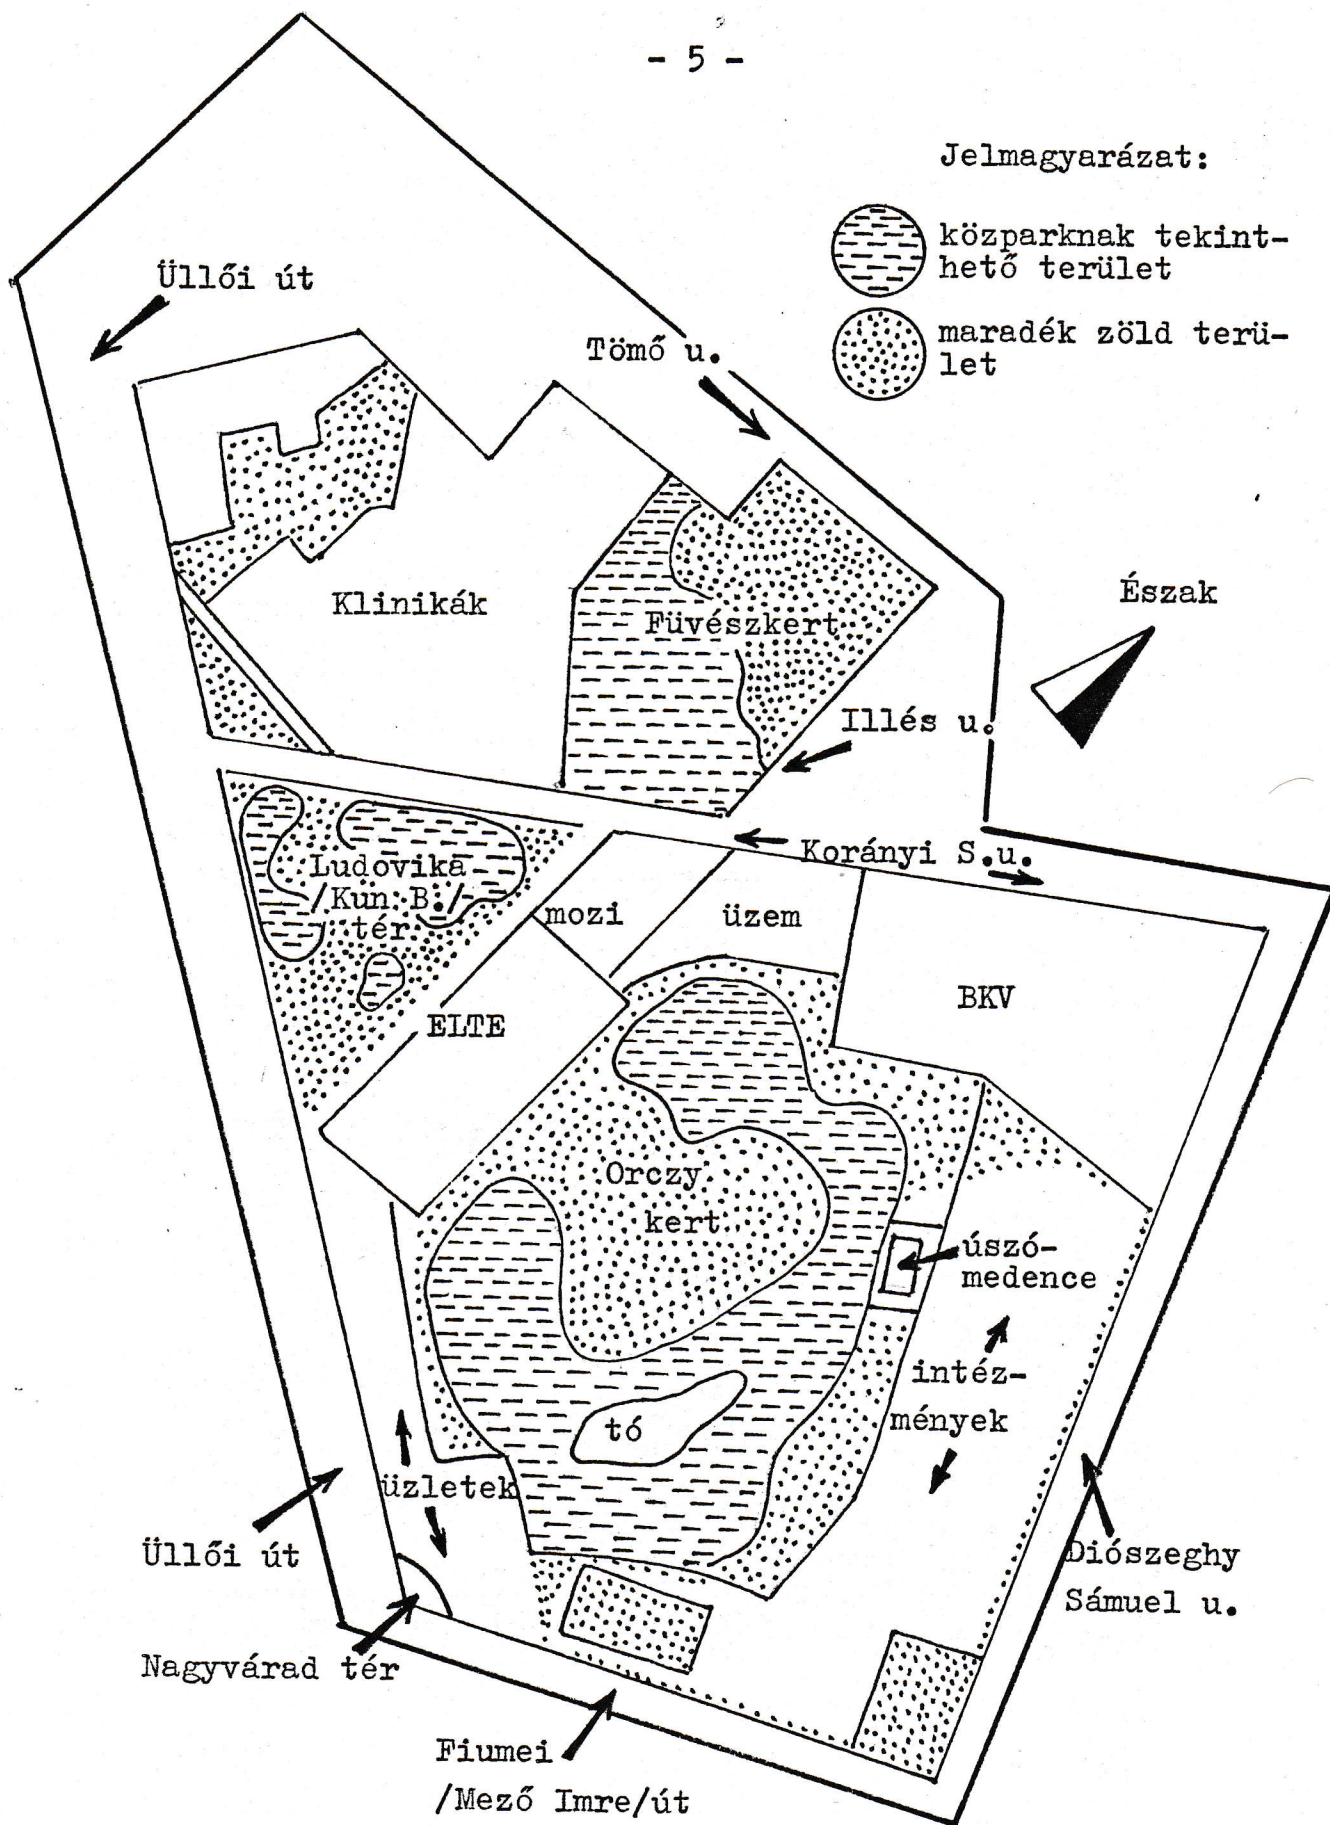 - 5 -
Jelmagyarázat:
közparknak tekint-
hető terület
maradék zöld terü-
let
Üllői út
Tömő u.
Klinikák
Füvészkert
Észak
Illés u.
Korányi S.u.
Ludovika
/Kun B./
tér
mozi
üzem
BKV
ELTE
Orczy
kert
úszó-
medence
intéz-
mények
tó
üzletek
Üllői út
Diószeghy
Sámuel u.
Nagyvárad tér
Fiumei
/Mező Imre/út